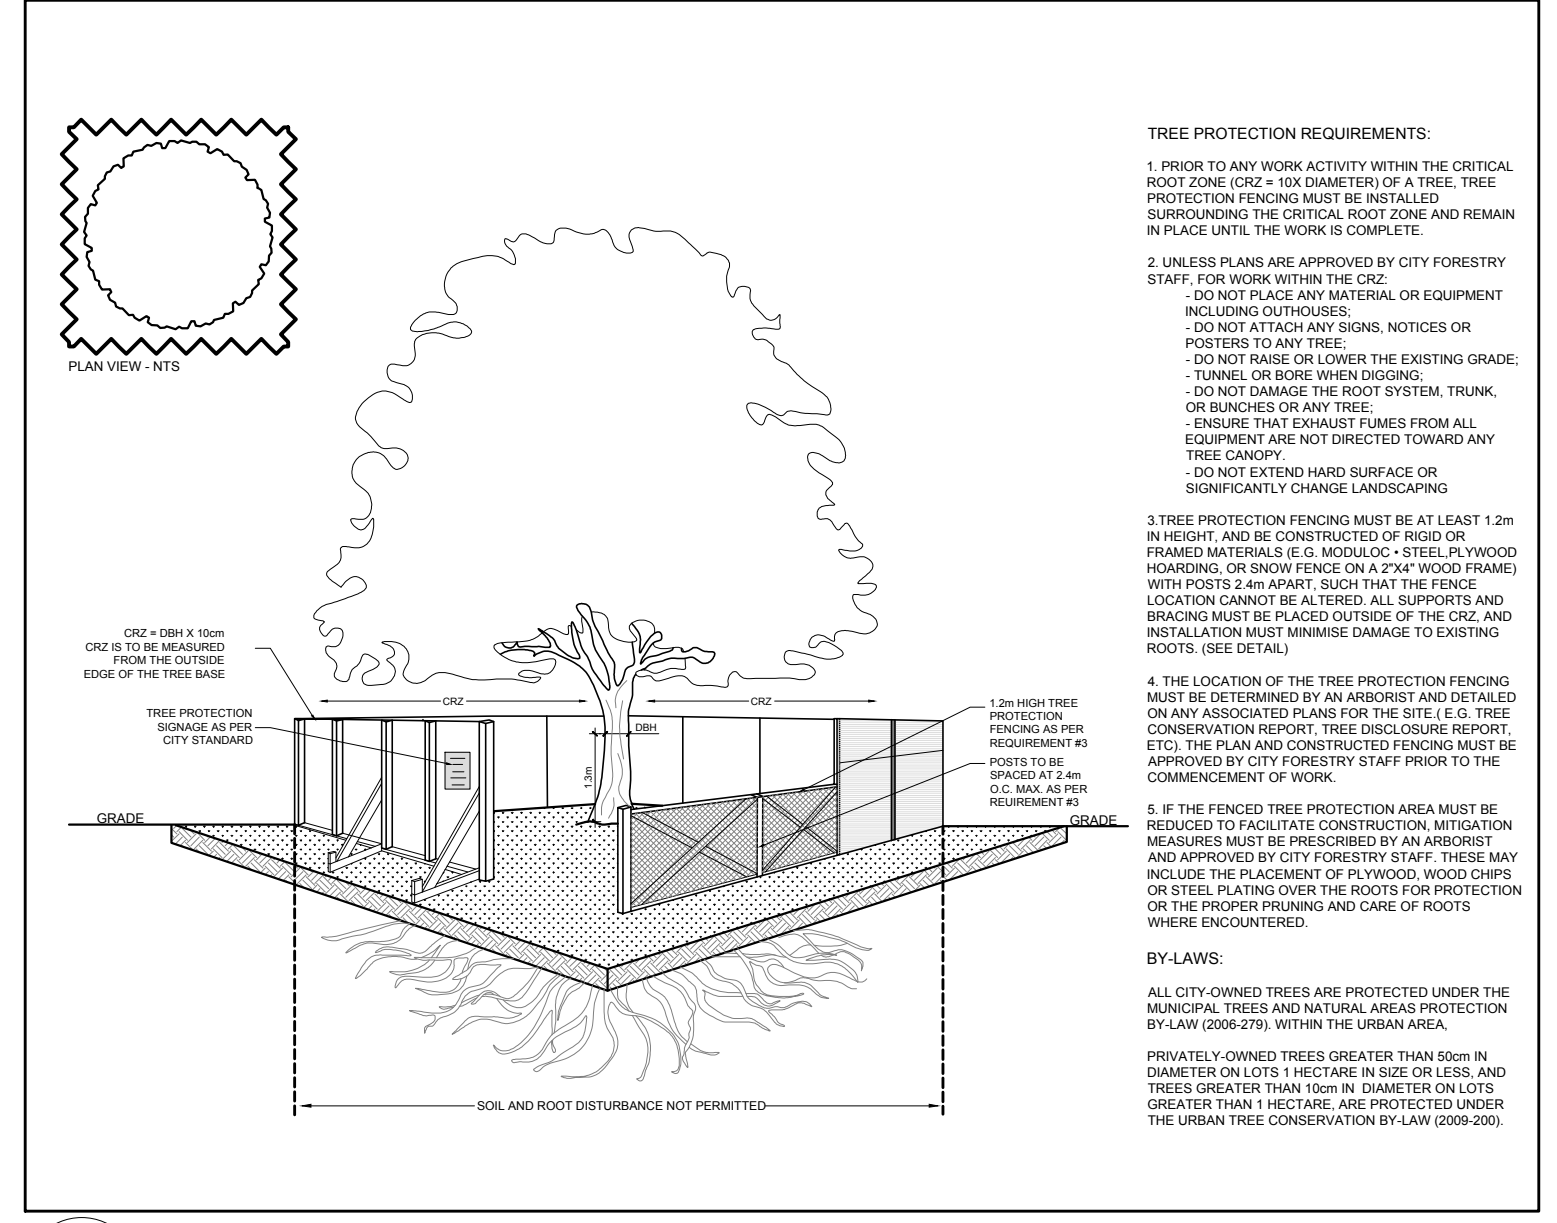 PLAN VIEW - NTS
CRZ = DBH X 10cm
CRZ IS TO BE MEASURED
FROM THE OUTSIDE
EDGE OF THE TREE BASE
TREE PROTECTION
SIGNAGE AS PER
CITY STANDARD
CRZ
CRZ
DBH
1.3m
1.2m HIGH TREE
PROTECTION
FENCING AS PER
REQUIREMENT #3
POSTS TO BE
SPACED AT 2.4m
O.C. MAX. AS PER
REUIREMENT #3
GRADE
GRADE
SOIL AND ROOT DISTURBANCE NOT PERMITTED
TREE PROTECTION REQUIREMENTS:
1. PRIOR TO ANY WORK ACTIVITY WITHIN THE CRITICAL
ROOT ZONE (CRZ = 10X DIAMETER) OF A TREE, TREE
PROTECTION FENCING MUST BE INSTALLED
SURROUNDING THE CRITICAL ROOT ZONE AND REMAIN
IN PLACE UNTIL THE WORK IS COMPLETE.
2. UNLESS PLANS ARE APPROVED BY CITY FORESTRY
STAFF, FOR WORK WITHIN THE CRZ:
- DO NOT PLACE ANY MATERIAL OR EQUIPMENT
INCLUDING OUTHOUSES;
- DO NOT ATTACH ANY SIGNS, NOTICES OR
POSTERS TO ANY TREE;
- DO NOT RAISE OR LOWER THE EXISTING GRADE;
- TUNNEL OR BORE WHEN DIGGING;
- DO NOT DAMAGE THE ROOT SYSTEM, TRUNK,
OR BUNCHES OR ANY TREE;
- ENSURE THAT EXHAUST FUMES FROM ALL
EQUIPMENT ARE NOT DIRECTED TOWARD ANY
TREE CANOPY.
- DO NOT EXTEND HARD SURFACE OR
SIGNIFICANTLY CHANGE LANDSCAPING
3.TREE PROTECTION FENCING MUST BE AT LEAST 1.2m
IN HEIGHT, AND BE CONSTRUCTED OF RIGID OR
FRAMED MATERIALS (E.G. MODULOC • STEEL,PLYWOOD
HOARDING, OR SNOW FENCE ON A 2"X4" WOOD FRAME)
WITH POSTS 2.4m APART, SUCH THAT THE FENCE
LOCATION CANNOT BE ALTERED. ALL SUPPORTS AND
BRACING MUST BE PLACED OUTSIDE OF THE CRZ, AND
INSTALLATION MUST MINIMISE DAMAGE TO EXISTING
ROOTS. (SEE DETAIL)
4. THE LOCATION OF THE TREE PROTECTION FENCING
MUST BE DETERMINED BY AN ARBORIST AND DETAILED
ON ANY ASSOCIATED PLANS FOR THE SITE.( E.G. TREE
CONSERVATION REPORT, TREE DISCLOSURE REPORT,
ETC). THE PLAN AND CONSTRUCTED FENCING MUST BE
APPROVED BY CITY FORESTRY STAFF PRIOR TO THE
COMMENCEMENT OF WORK.
5. IF THE FENCED TREE PROTECTION AREA MUST BE
REDUCED TO FACILITATE CONSTRUCTION, MITIGATION
MEASURES MUST BE PRESCRIBED BY AN ARBORIST
AND APPROVED BY CITY FORESTRY STAFF. THESE MAY
INCLUDE THE PLACEMENT OF PLYWOOD, WOOD CHIPS
OR STEEL PLATING OVER THE ROOTS FOR PROTECTION
OR THE PROPER PRUNING AND CARE OF ROOTS
WHERE ENCOUNTERED.
BY-LAWS:
ALL CITY-OWNED TREES ARE PROTECTED UNDER THE
MUNICIPAL TREES AND NATURAL AREAS PROTECTION
BY-LAW (2006-279). WITHIN THE URBAN AREA,
PRIVATELY-OWNED TREES GREATER THAN 50cm IN
DIAMETER ON LOTS 1 HECTARE IN SIZE OR LESS, AND
TREES GREATER THAN 10cm IN DIAMETER ON LOTS
GREATER THAN 1 HECTARE, ARE PROTECTED UNDER
THE URBAN TREE CONSERVATION BY-LAW (2009-200).